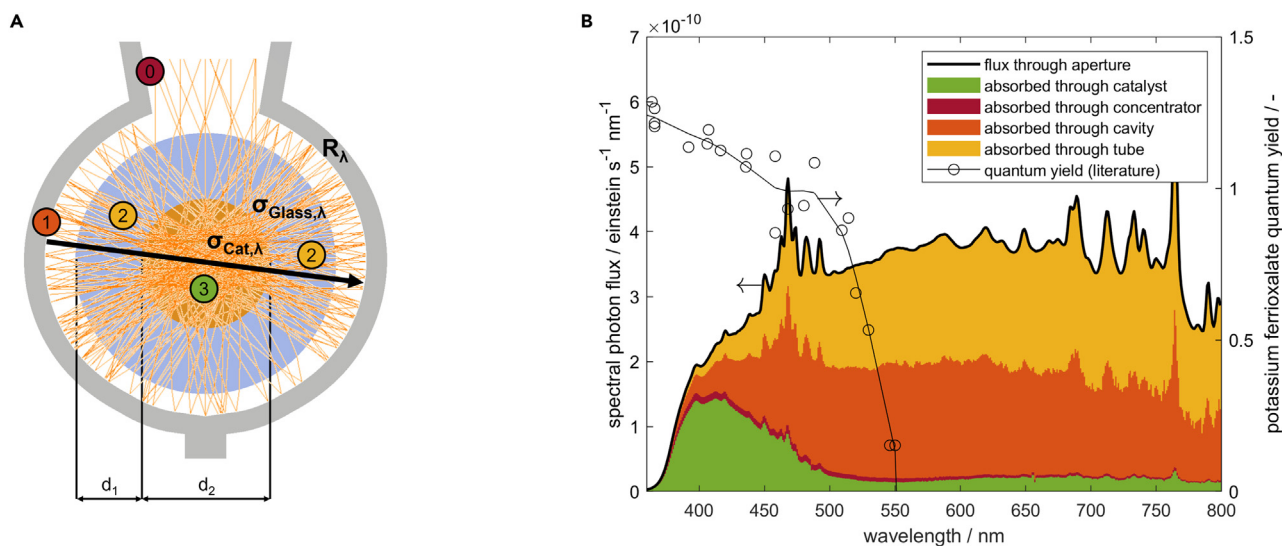 A
0
R_λ
σ_Glass,λ
2
1
σ_Cat,λ
2
3
d_1
d_2
B
×10^-10
7
6
5
4
3
2
1
0
spectral photon flux / einstein s^-1 nm^-1
400
450
500
550
600
650
700
750
800
wavelength / nm
1.5
1
0.5
0
potassium ferrioxalate quantum yield / -
flux through aperture
absorbed through catalyst
absorbed through concentrator
absorbed through cavity
absorbed through tube
quantum yield (literature)